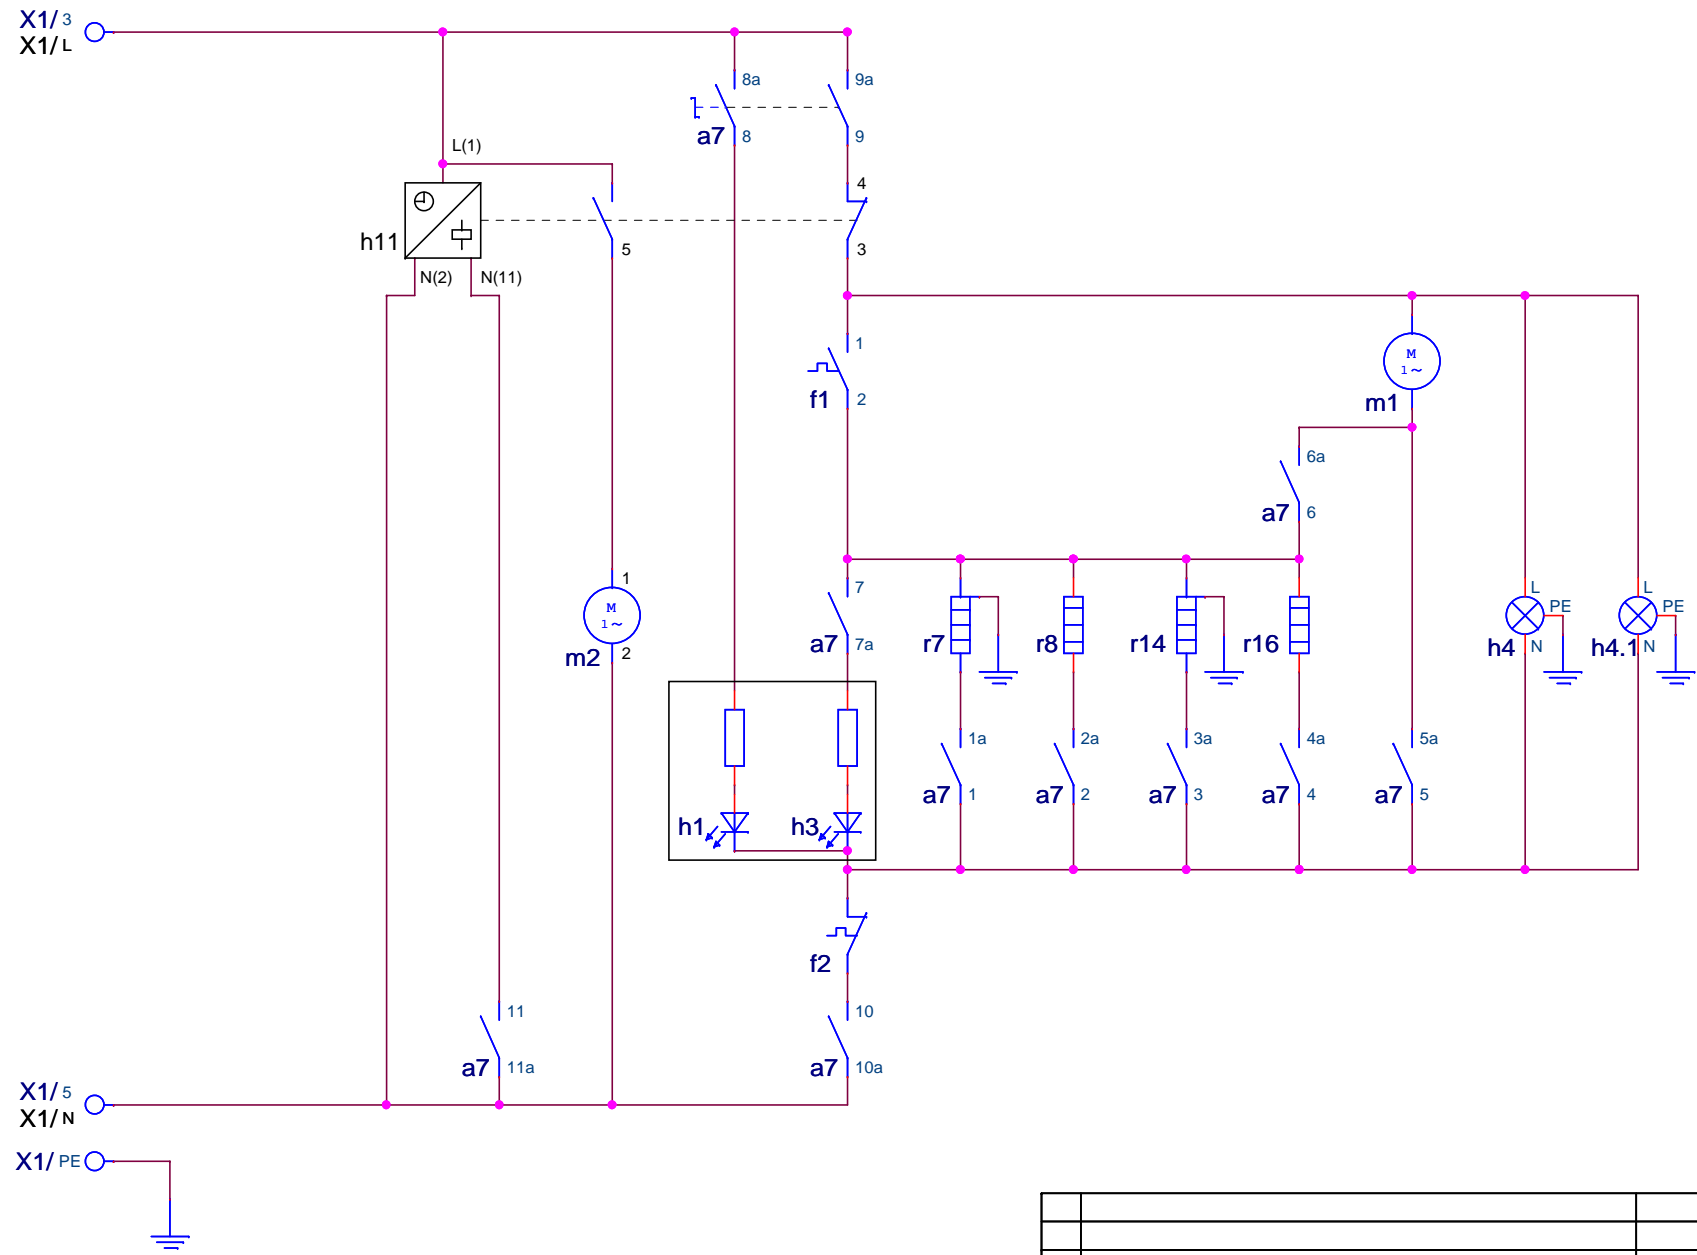 X1/ 3
X1/ L
8a
9a
a7 8
9
L(1)
4
h11
5
3
N(2) N(11)
1
f1 2
M
1~
m1
6a
a7 6
1
M
1~
m2 2
7
a7 7a
r7
r8
r14
r16
L
PE
h4 N
L
PE
h4.1 N
h1
h3
1a
a7 1
2a
a7 2
3a
a7 3
4a
a7 4
5a
a7 5
f2
11
a7 11a
10
a7 10a
X1/ 5
X1/ N
X1/ PE